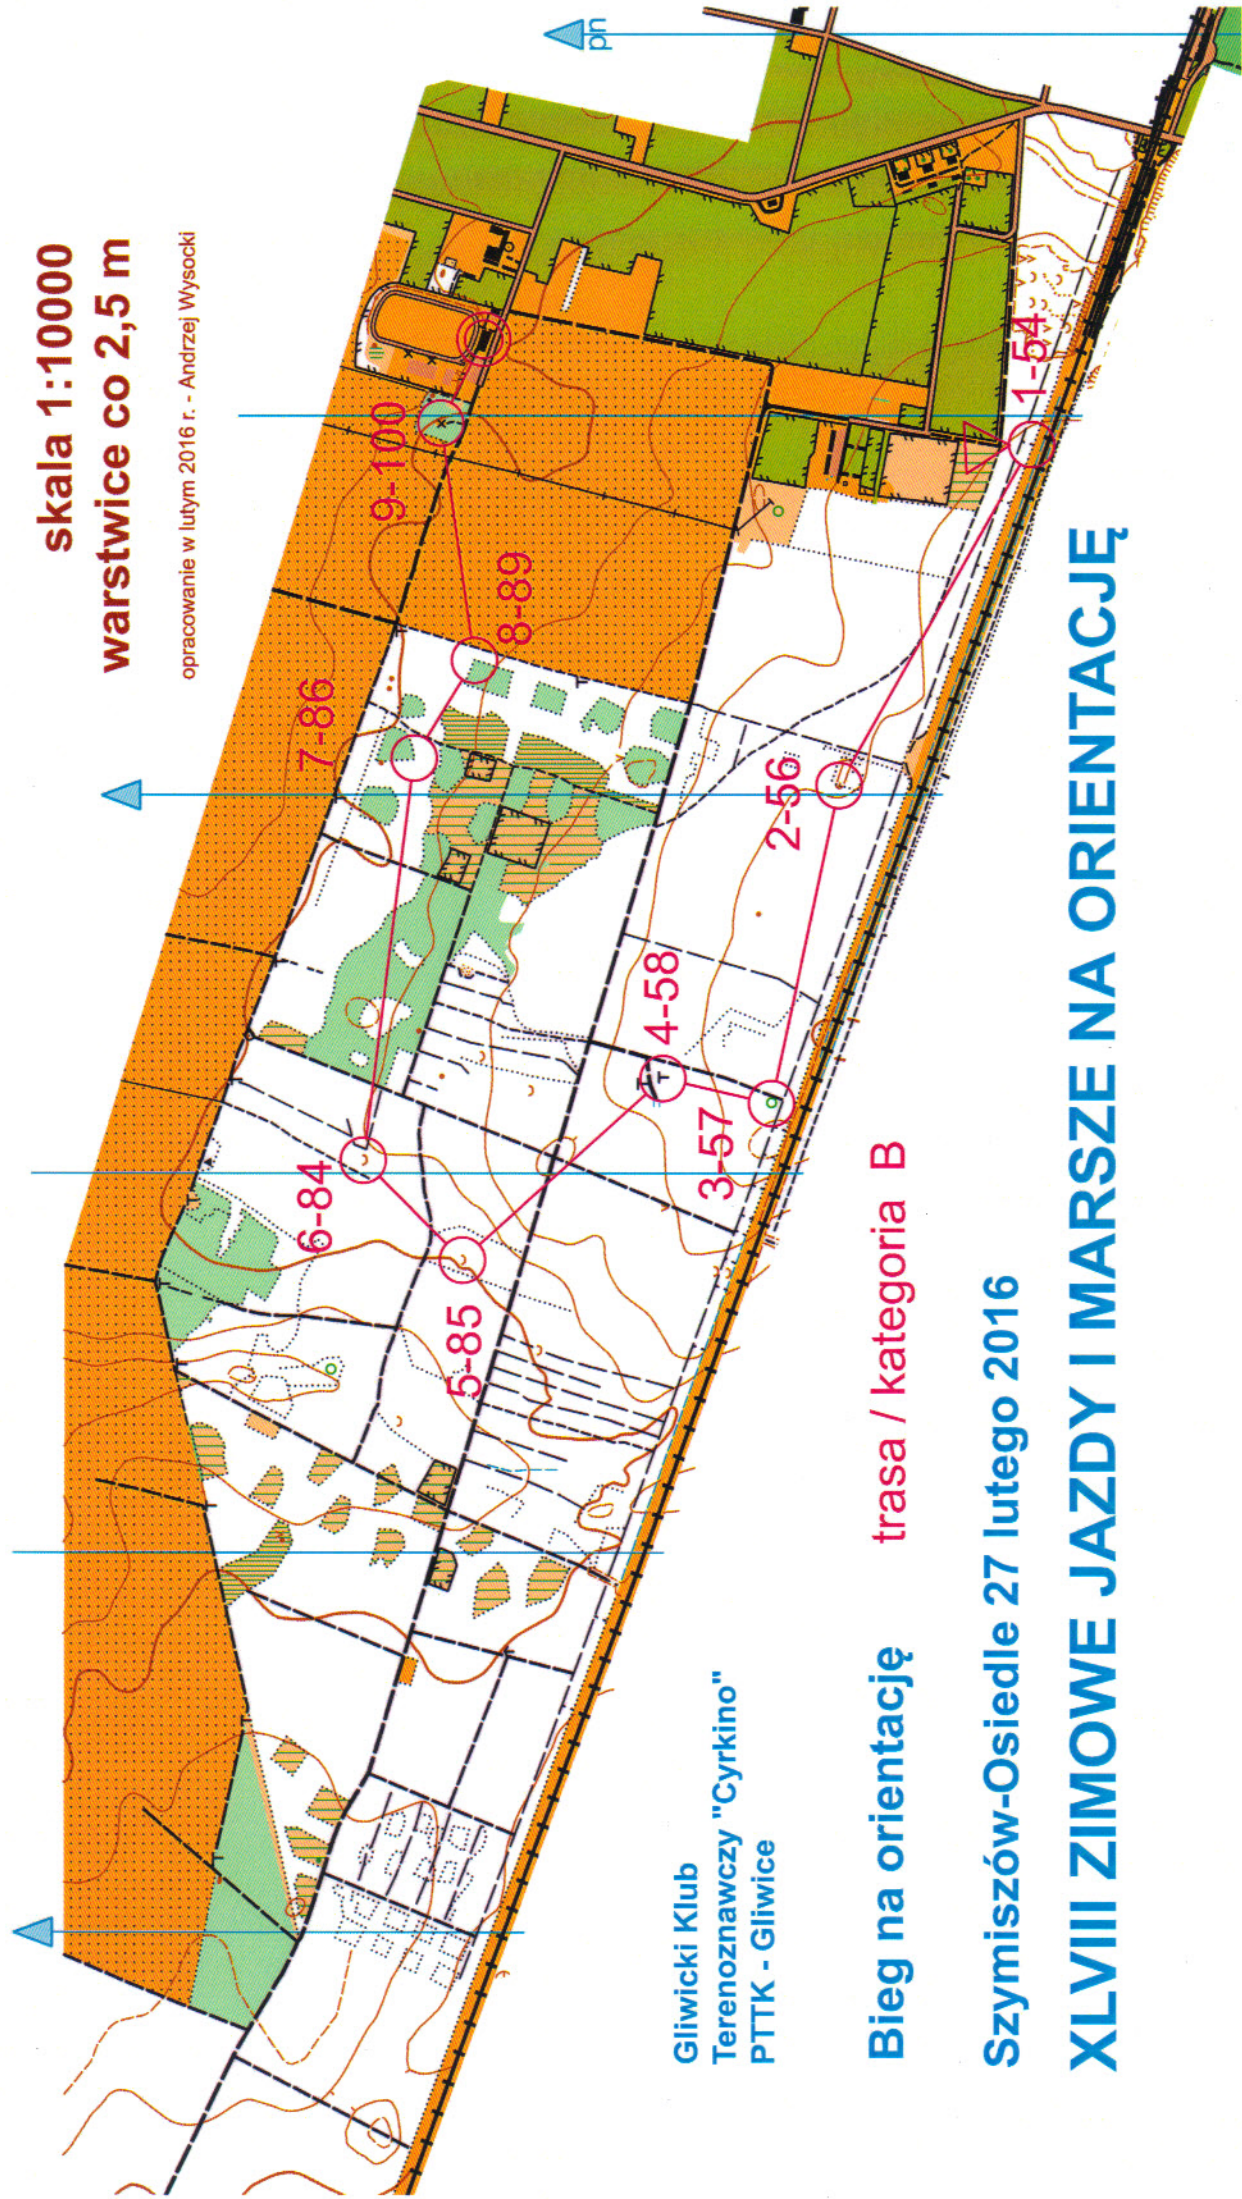 skala 1:10000
warstwice co 2,5 m
opracowanie w lutym 2016 r. - Andrzej Wysocki
pn
1-54
2-56
3-57
4-58
5-85
6-84
7-86
8-89
9-100
Gliwicki Klub
Terenoznawczy "Cyrkino"
PTTK - Gliwice
Bieg na orientację trasa / kategoria B
Szymiszów-Osiedle 27 lutego 2016
XLVIII ZIMOWE JAZDY I MARSZE NA ORIENTACJĘ